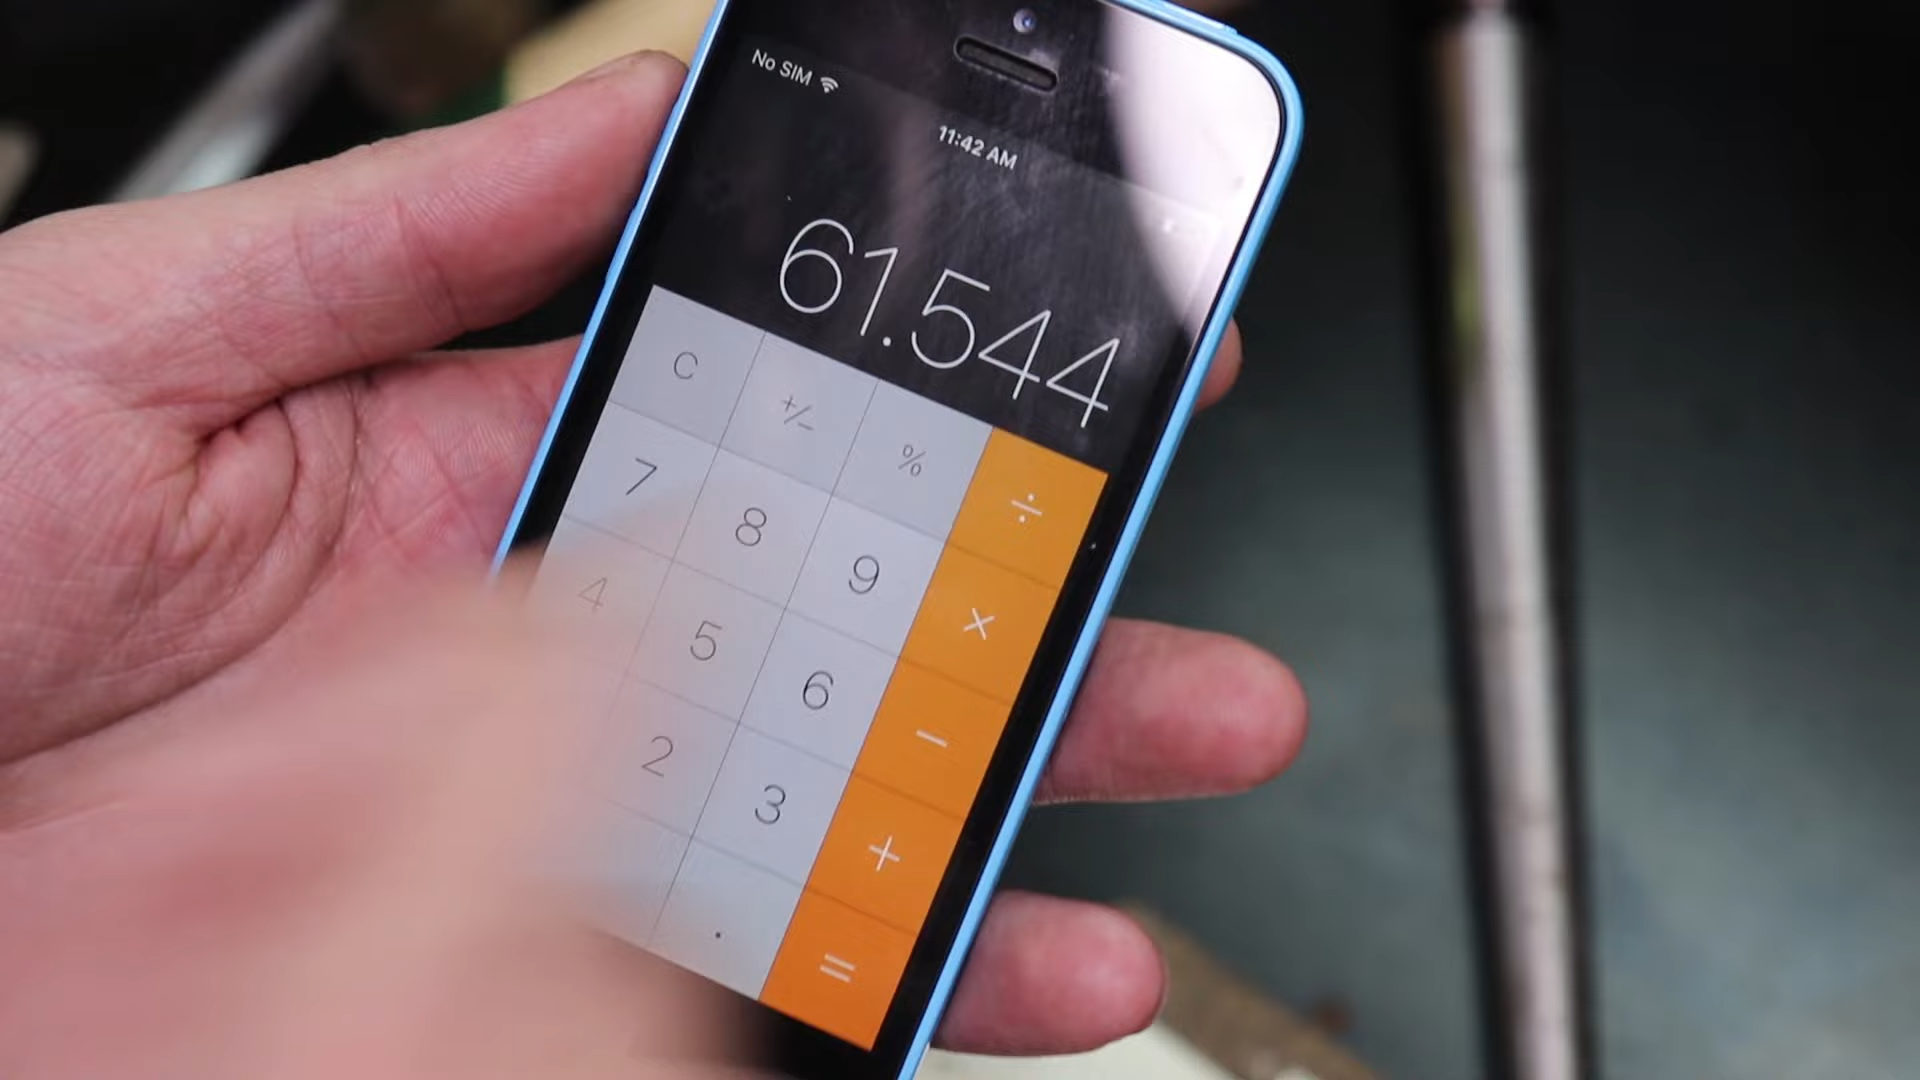 No SIM
11:42 AM
61.544
C +/- % ÷
7 8 9 ×
4 5 6 −
2 3 +
. =